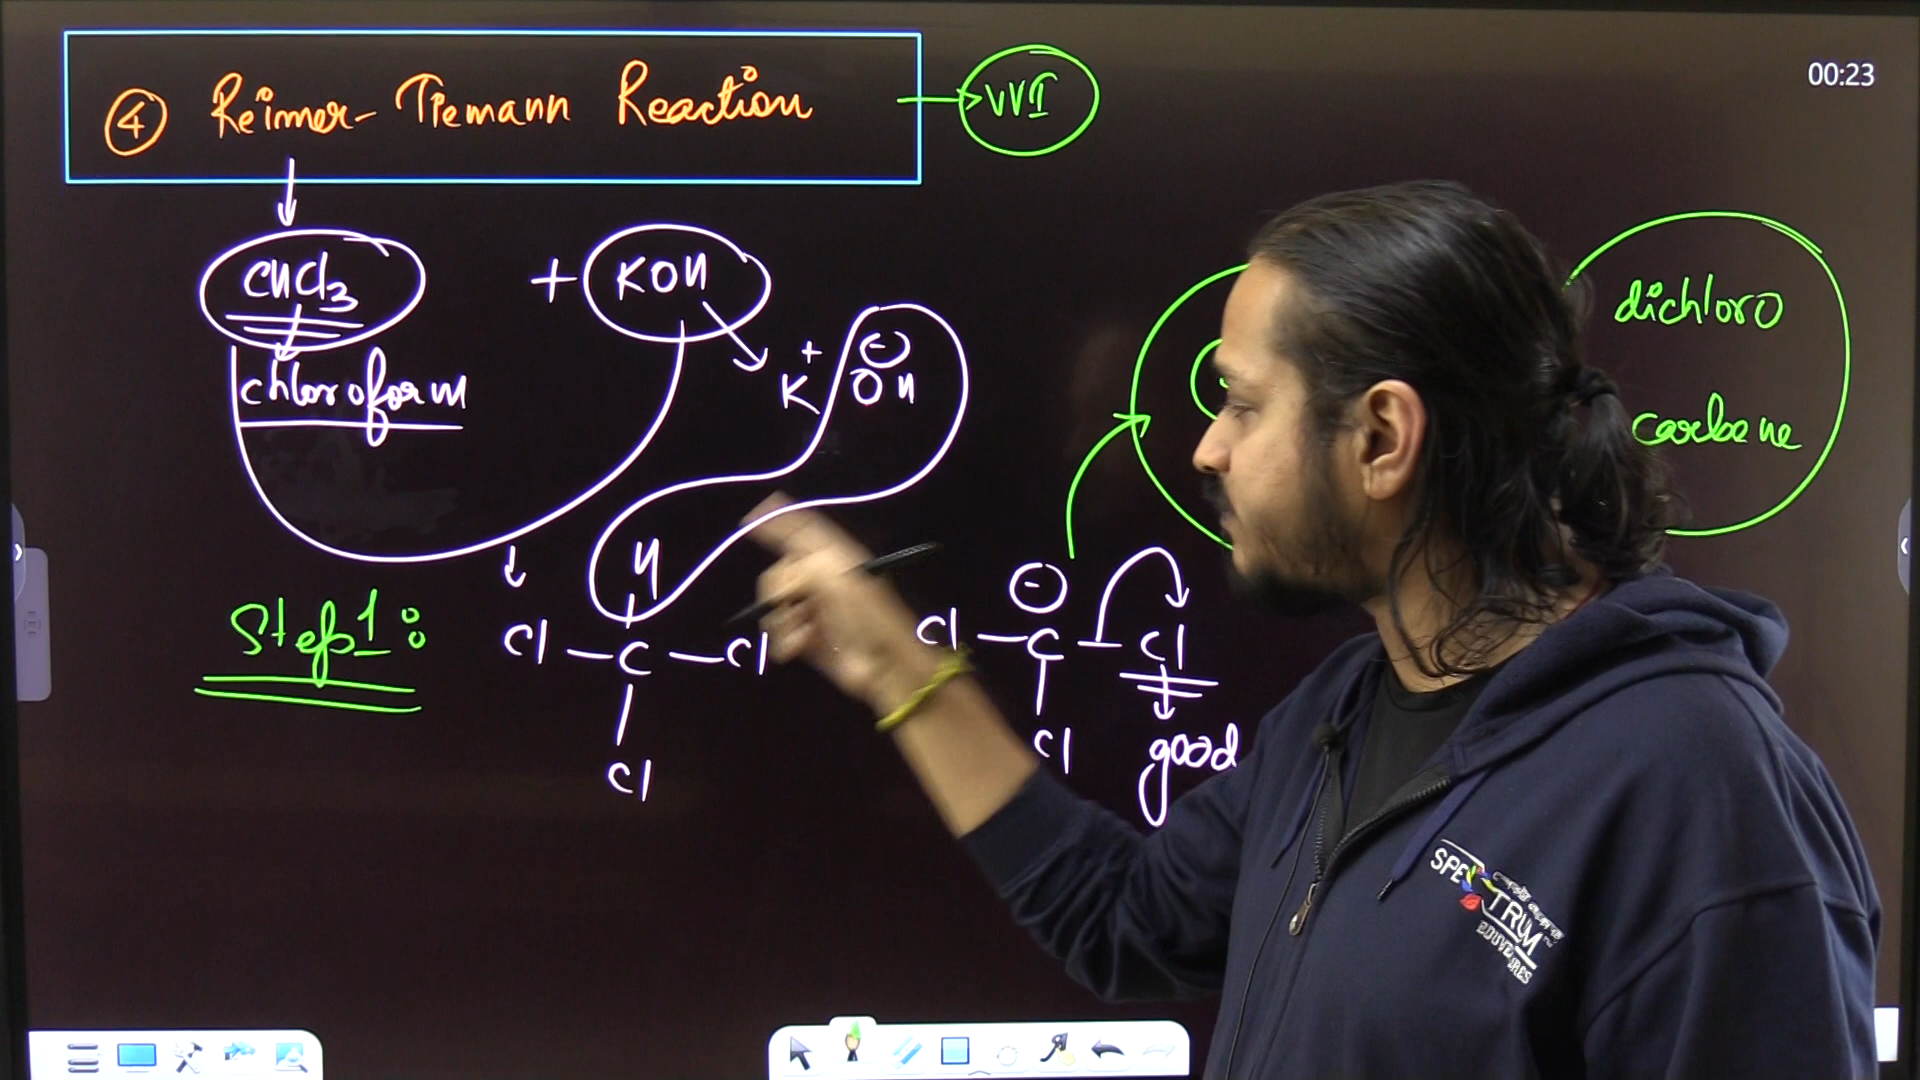 ④ Reimer-Tiemann Reaction → VVI
00:23
CHCl3 + KOH
chloroform
K+ ⊖OH
dichloro
carbene
Step 1 :
H
Cl — C — Cl
Cl
⊖
Cl — C — Cl
Cl
good
SPECTRUM
EDUVENTURES